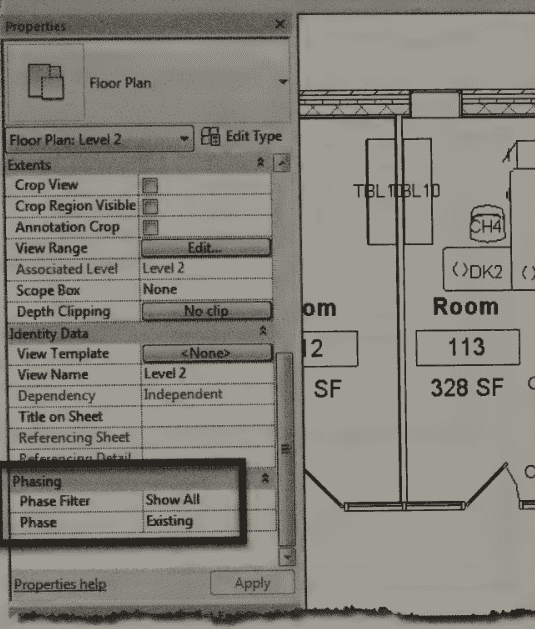 Properties
Floor Plan
Floor Plan: Level 2
Edit Type
Extents
Crop View
Crop Region Visible
Annotation Crop
View Range Edit...
Associated Level Level 2
Scope Box None
Depth Clipping No clip
Identity Data
View Template <None>
View Name Level 2
Dependency Independent
Title on Sheet
Referencing Sheet
Referencing Detail
Phasing
Phase Filter Show All
Phase Existing
Properties help Apply
CH4
DK2
om Room
12 113
SF 328 SF